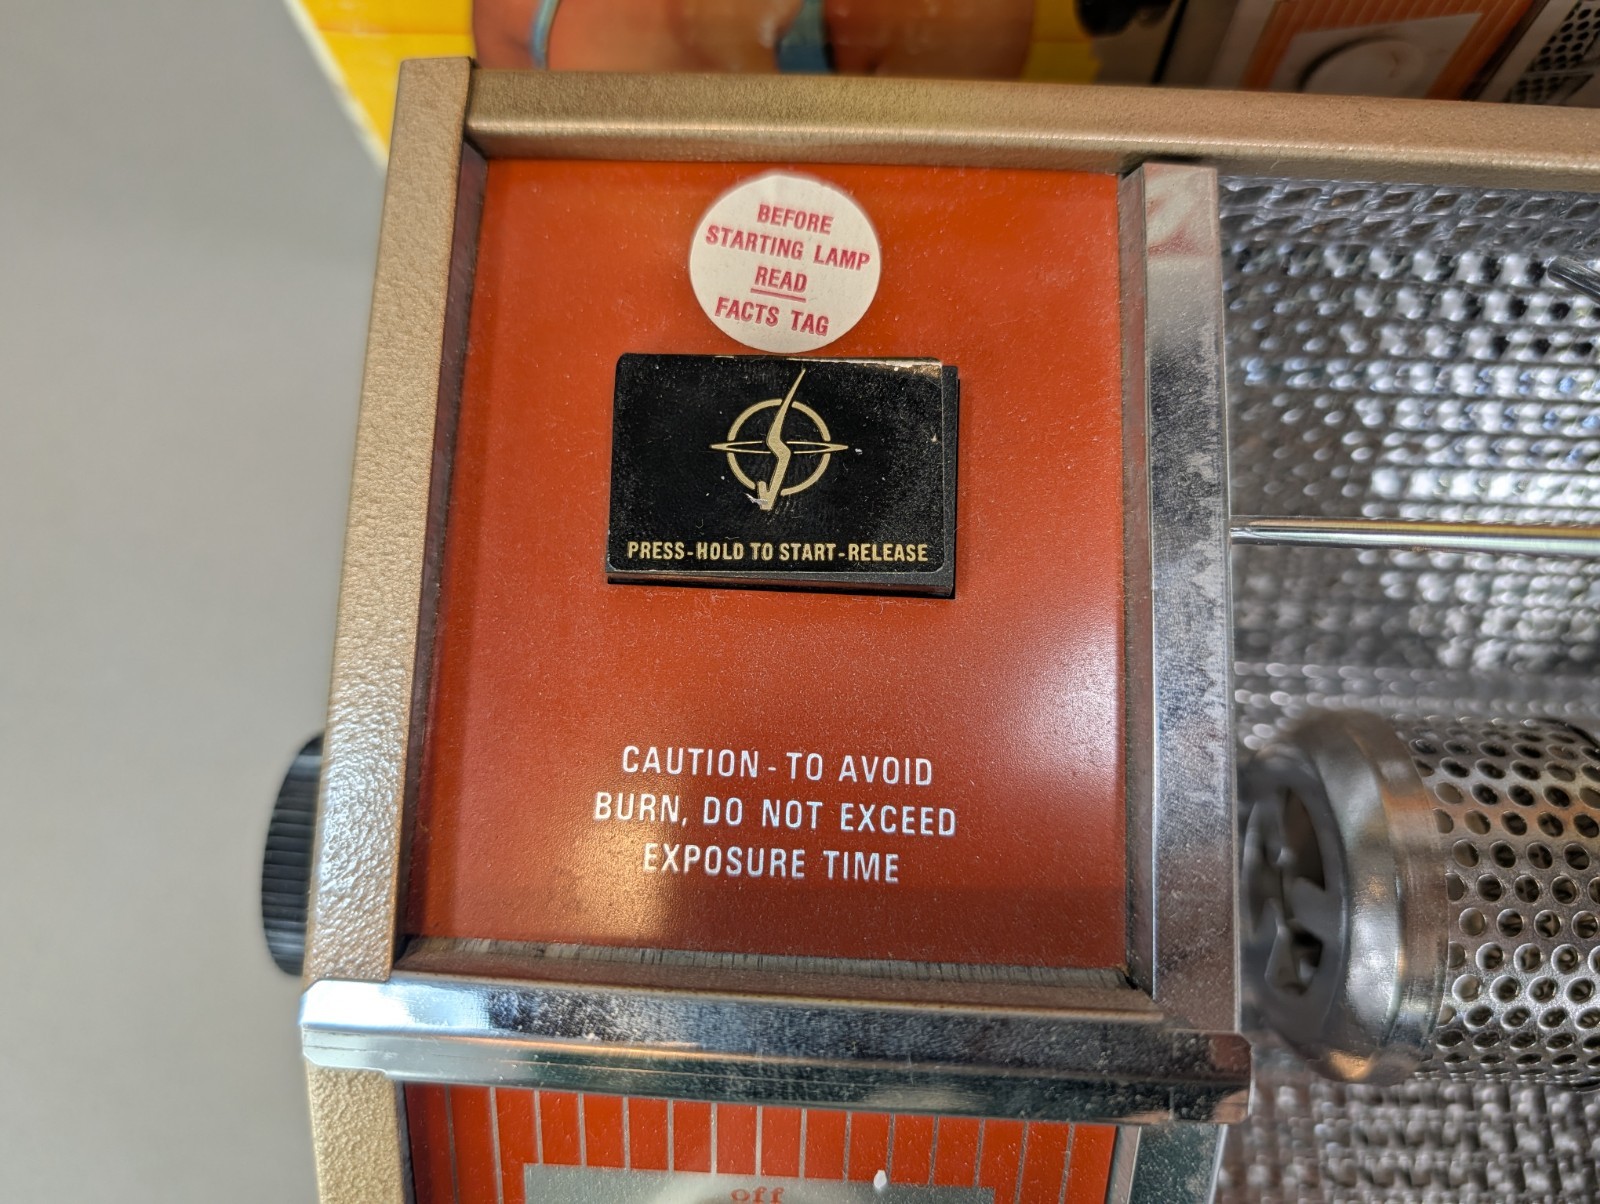 BEFORE
STARTING LAMP
READ
FACTS TAG
PRESS-HOLD TO START-RELEASE
CAUTION - TO AVOID
BURN, DO NOT EXCEED
EXPOSURE TIME
off